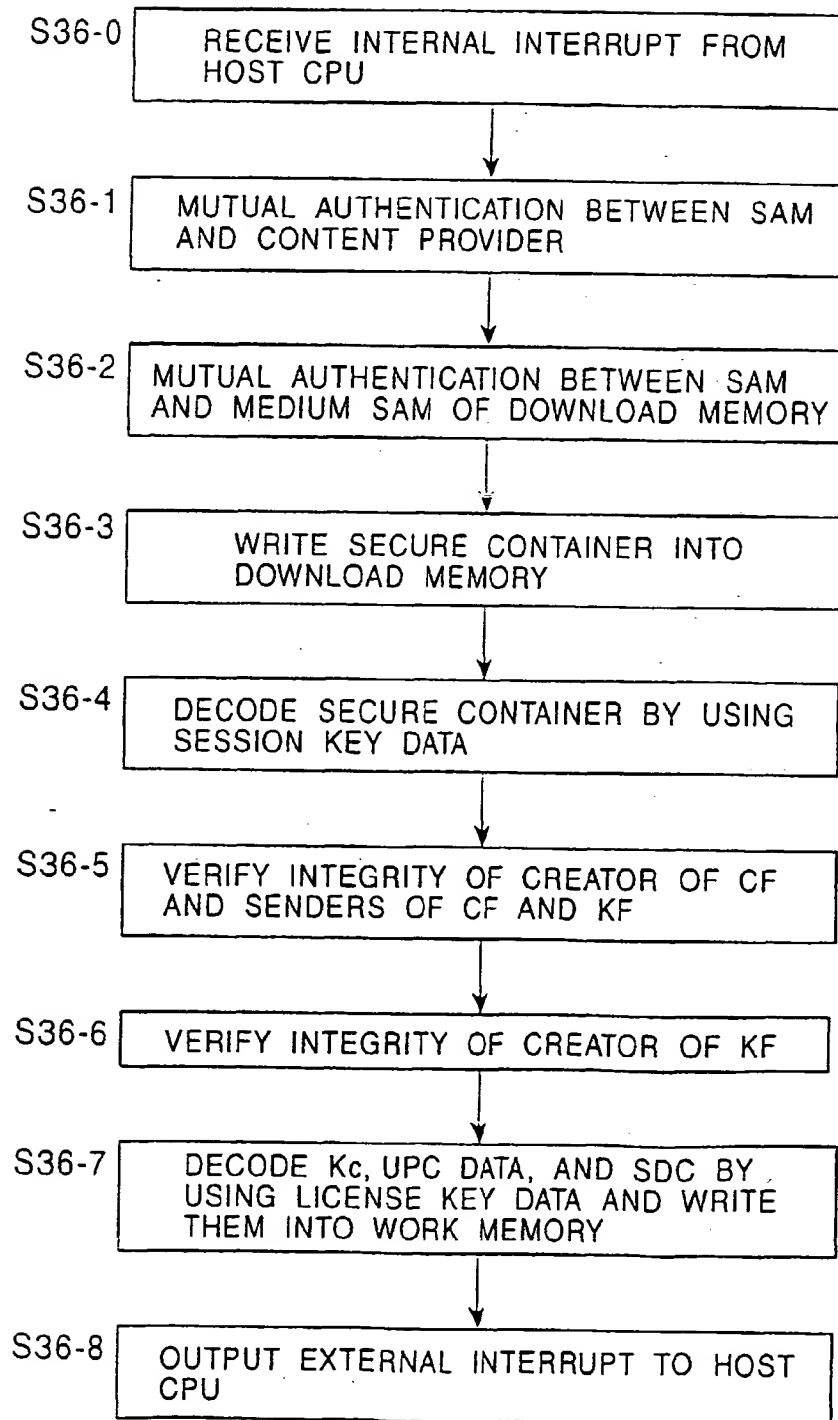 S36-0
RECEIVE INTERNAL INTERRUPT FROM
HOST CPU
S36-1
MUTUAL AUTHENTICATION BETWEEN SAM
AND CONTENT PROVIDER
S36-2
MUTUAL AUTHENTICATION BETWEEN SAM
AND MEDIUM SAM OF DOWNLOAD MEMORY
S36-3
WRITE SECURE CONTAINER INTO
DOWNLOAD MEMORY
S36-4
DECODE SECURE CONTAINER BY USING
SESSION KEY DATA
S36-5
VERIFY INTEGRITY OF CREATOR OF CF
AND SENDERS OF CF AND KF
S36-6
VERIFY INTEGRITY OF CREATOR OF KF
S36-7
DECODE Kc, UPC DATA, AND SDC BY
USING LICENSE KEY DATA AND WRITE
THEM INTO WORK MEMORY
S36-8
OUTPUT EXTERNAL INTERRUPT TO HOST
CPU